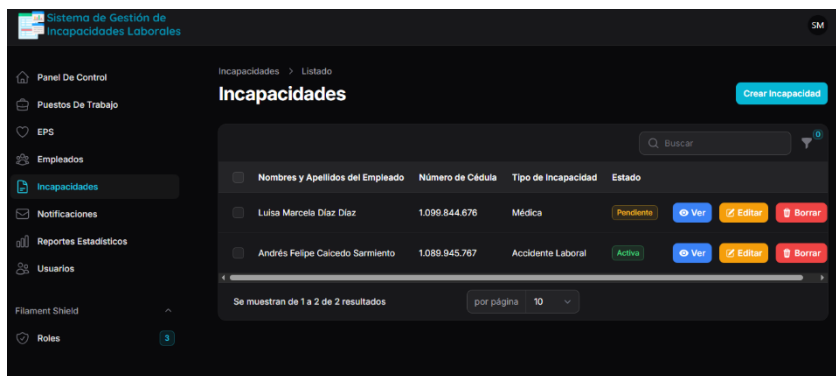 Sistema de Gestión de
Incapacidades Laborales
SM
Panel De Control
Puestos De Trabajo
EPS
Empleados
Incapacidades
Notificaciones
Reportes Estadísticos
Usuarios
Filament Shield
Roles 3
Incapacidades > Listado
Incapacidades
Crear Incapacidad
Buscar
0
Nombres y Apellidos del Empleado Número de Cédula Tipo de Incapacidad Estado
Luisa Marcela Díaz Díaz 1.099.844.676 Médica Pendiente Ver Editar Borrar
Andrés Felipe Caicedo Sarmiento 1.089.945.767 Accidente Laboral Activa Ver Editar Borrar
Se muestran de 1 a 2 de 2 resultados por página 10